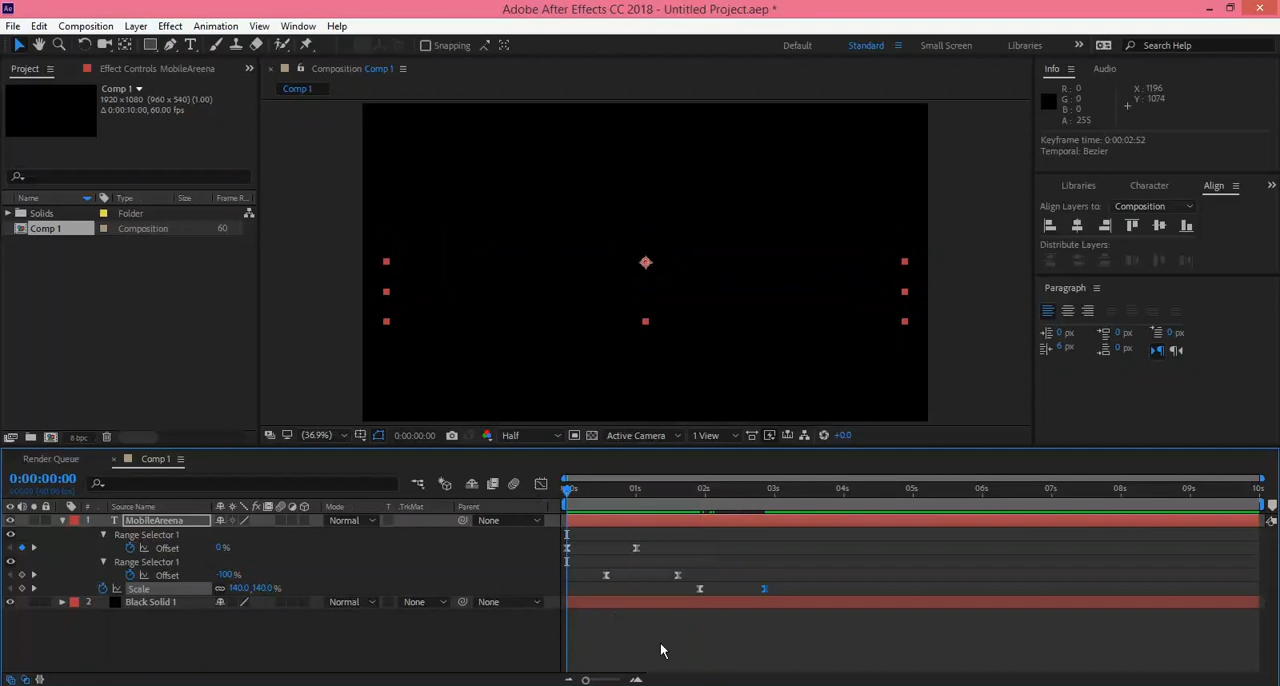 Adobe After Effects CC 2018 - Untitled Project.aep *
File Edit Composition Layer Effect Animation View Window Help
Snapping Default Standard Small Screen Libraries Search Help
Project Effect Controls MobileAreena Composition Comp 1 Info Audio
Comp 1
1920 x1080 (960 x 540) (1.00)
Δ 0:00:10:00, 60.00 fps
Comp 1
R : 0
G : 0
B : 0
A : 255
X : 1196
Y : 1074
Keyframe time: 0:00:02:52
Temporal: Bezier
Name Type Size Frame R...
Solids Folder
Comp 1 Composition 60
Libraries Character Align
Align Layers to: Composition
Distribute Layers:
Paragraph
0 px 0 px 0 px
6 px 0 px
8 bpc
(36.9%) 0:00:00:00 Half Active Camera 1 View +0.0
Render Queue Comp 1
0:00:00:00
# Source Name Mode T .TrkMat Parent
01s 02s 03s 04s 05s 06s 07s 08s 09s 10s
1 T MobileAreena Normal None
Range Selector 1
Offset 0 %
Range Selector 1
Offset -100 %
Scale 140.0,140.0 %
2 Black Solid 1 Normal None None